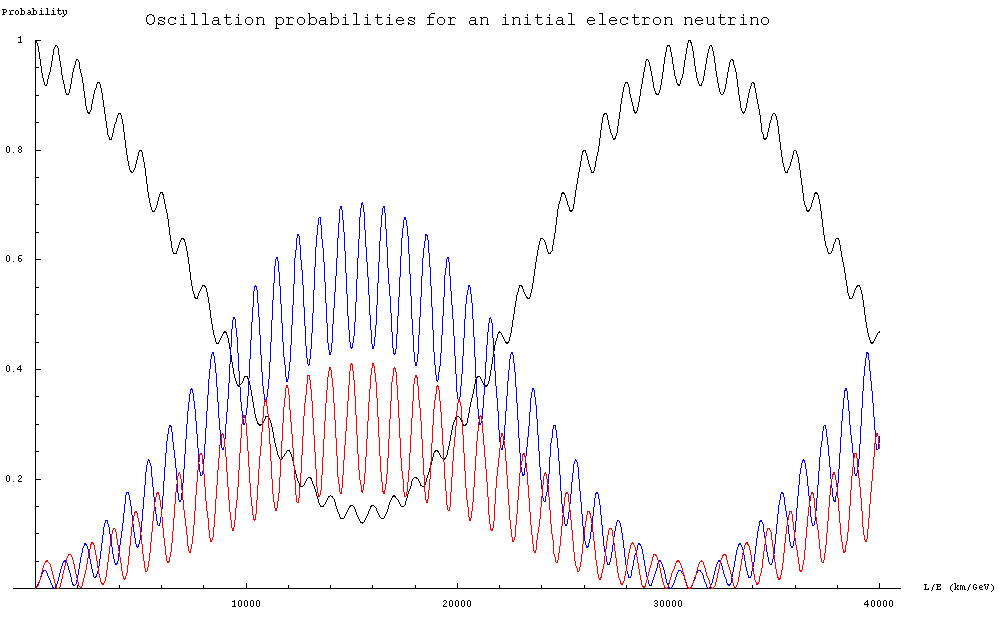 Probability
Oscillation probabilities for an initial electron neutrino
1
0.8
0.6
0.4
0.2
L/E (km/GeV)
10000 20000 30000 40000